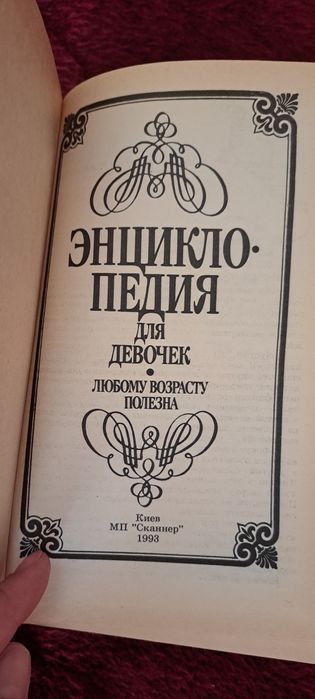 ЭНЦИКЛО-
ПЕДИЯ
ДЛЯ
ДЕВОЧЕК
•
ЛЮБОМУ ВОЗРАСТУ
ПОЛЕЗНА
Киев
МП "Сканнер"
1993